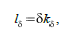 l_δ = δk_δ,